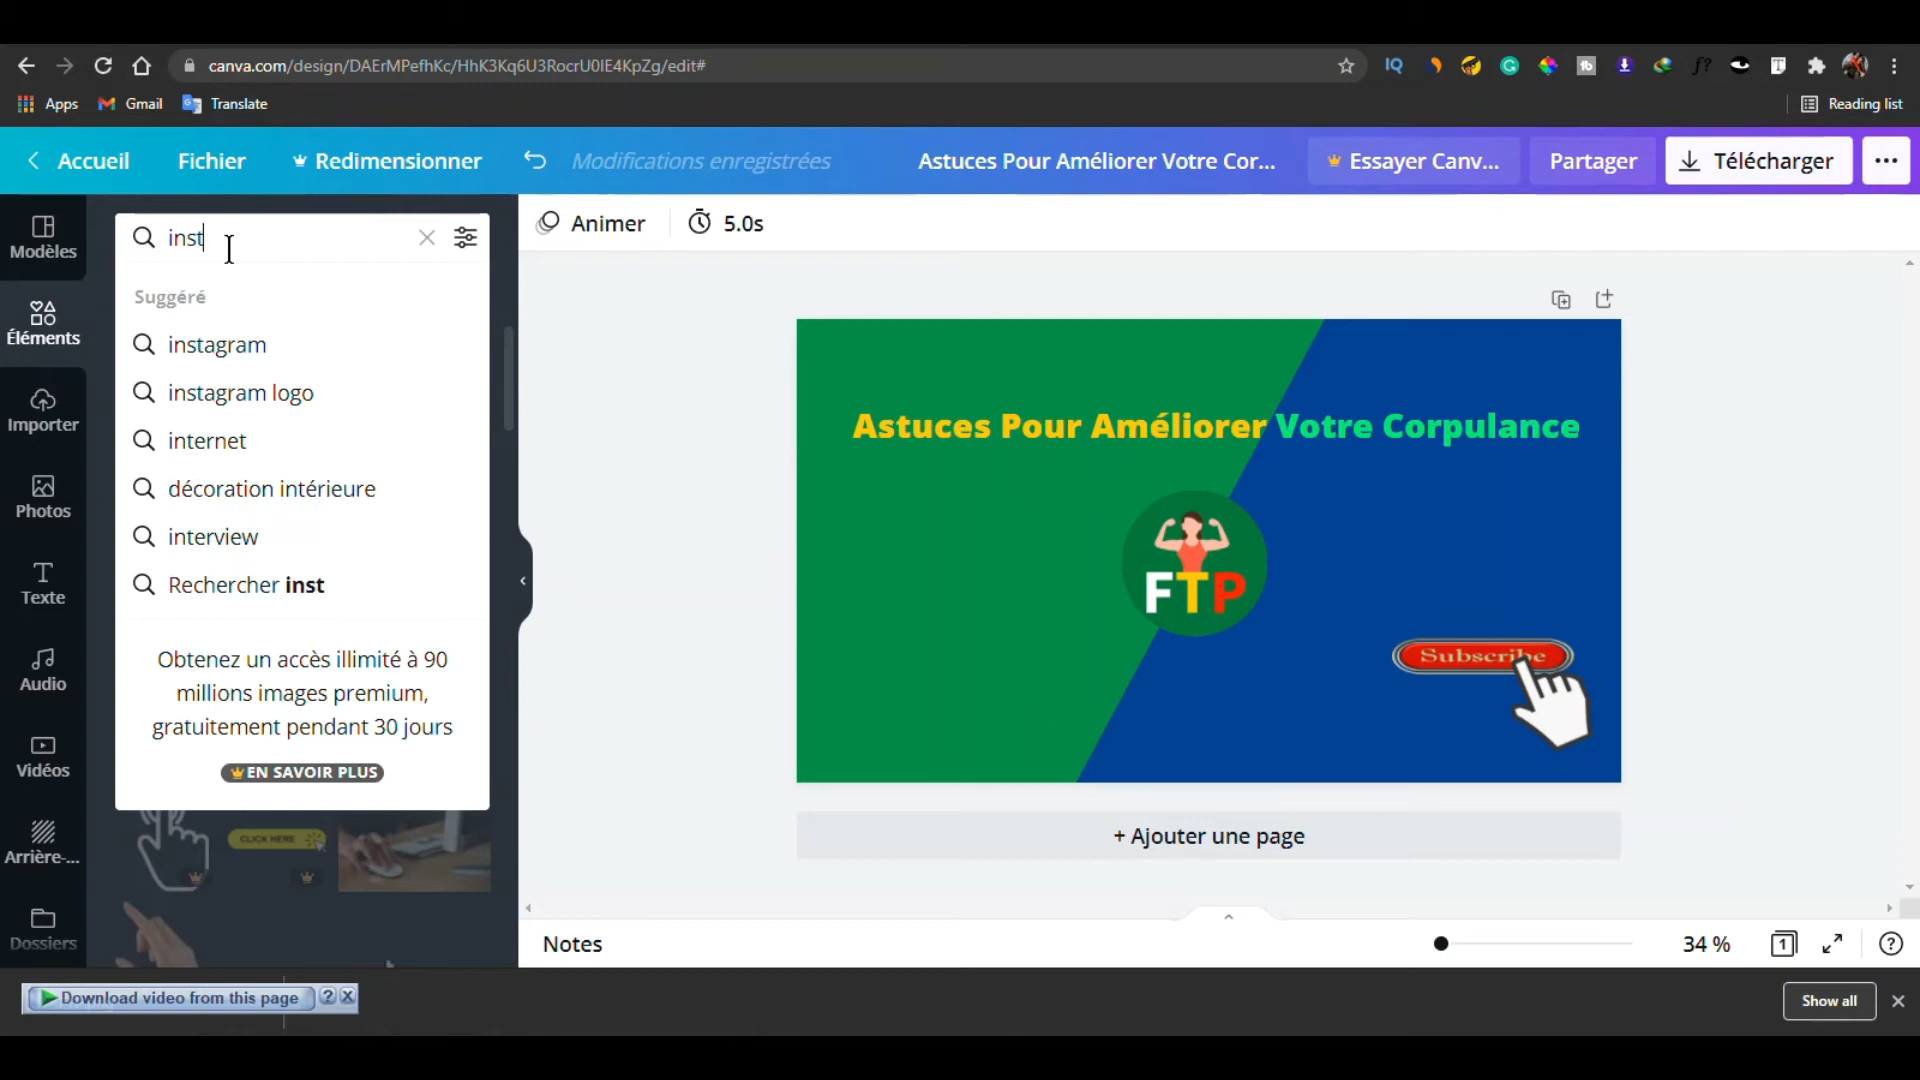 canva.com/design/DAErMPefhKc/HhK3Kq6U3RocrU0IE4KpZg/edit#
Apps
Gmail
Translate
Reading list
Accueil
Fichier
Redimensionner
Modifications enregistrées
Astuces Pour Améliorer Votre Cor...
Essayer Canv...
Partager
Télécharger
Modèles
Éléments
Importer
Photos
Texte
Audio
Vidéos
Arrière-...
Dossiers
inst
Suggéré
instagram
instagram logo
internet
décoration intérieure
interview
Rechercher inst
Obtenez un accès illimité à 90
millions images premium,
gratuitement pendant 30 jours
EN SAVOIR PLUS
CLICK HERE
Animer
5.0s
Astuces Pour Améliorer Votre Corpulance
FTP
Subscribe
+ Ajouter une page
Notes
34 %
1
Download video from this page
Show all